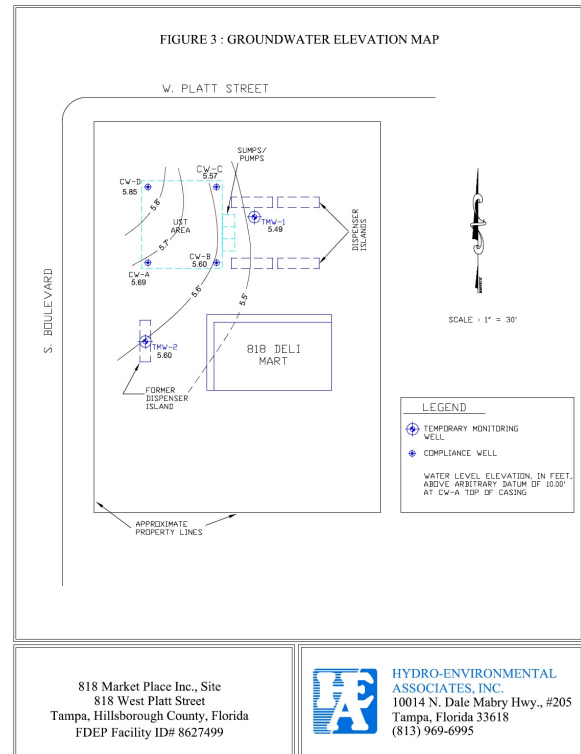 FIGURE 3 : GROUNDWATER ELEVATION MAP
W. PLATT STREET
S. BOULEVARD
SUMPS/
PUMPS
CW-D
5.85
CW-C
5.57
5.8'
5.7'
5.6'
5.5'
UST
AREA
TMW-1
5.49
DISPENSER
ISLANDS
CW-A
5.69
CW-B
5.60
TMW-2
5.60
818 DELI
MART
FORMER
DISPENSER
ISLAND
SCALE : 1" = 30'
LEGEND
TEMPORARY MONITORING
WELL
COMPLIANCE WELL
WATER LEVEL ELEVATION, IN FEET,
ABOVE ARBITRARY DATUM OF 10.00'
AT CW-A TOP OF CASING
APPROXIMATE
PROPERTY LINES
818 Market Place Inc., Site
818 West Platt Street
Tampa, Hillsborough County, Florida
FDEP Facility ID# 8627499
HEA
HYDRO-ENVIRONMENTAL
ASSOCIATES, INC.
10014 N. Dale Mabry Hwy., #205
Tampa, Florida 33618
(813) 969-6995